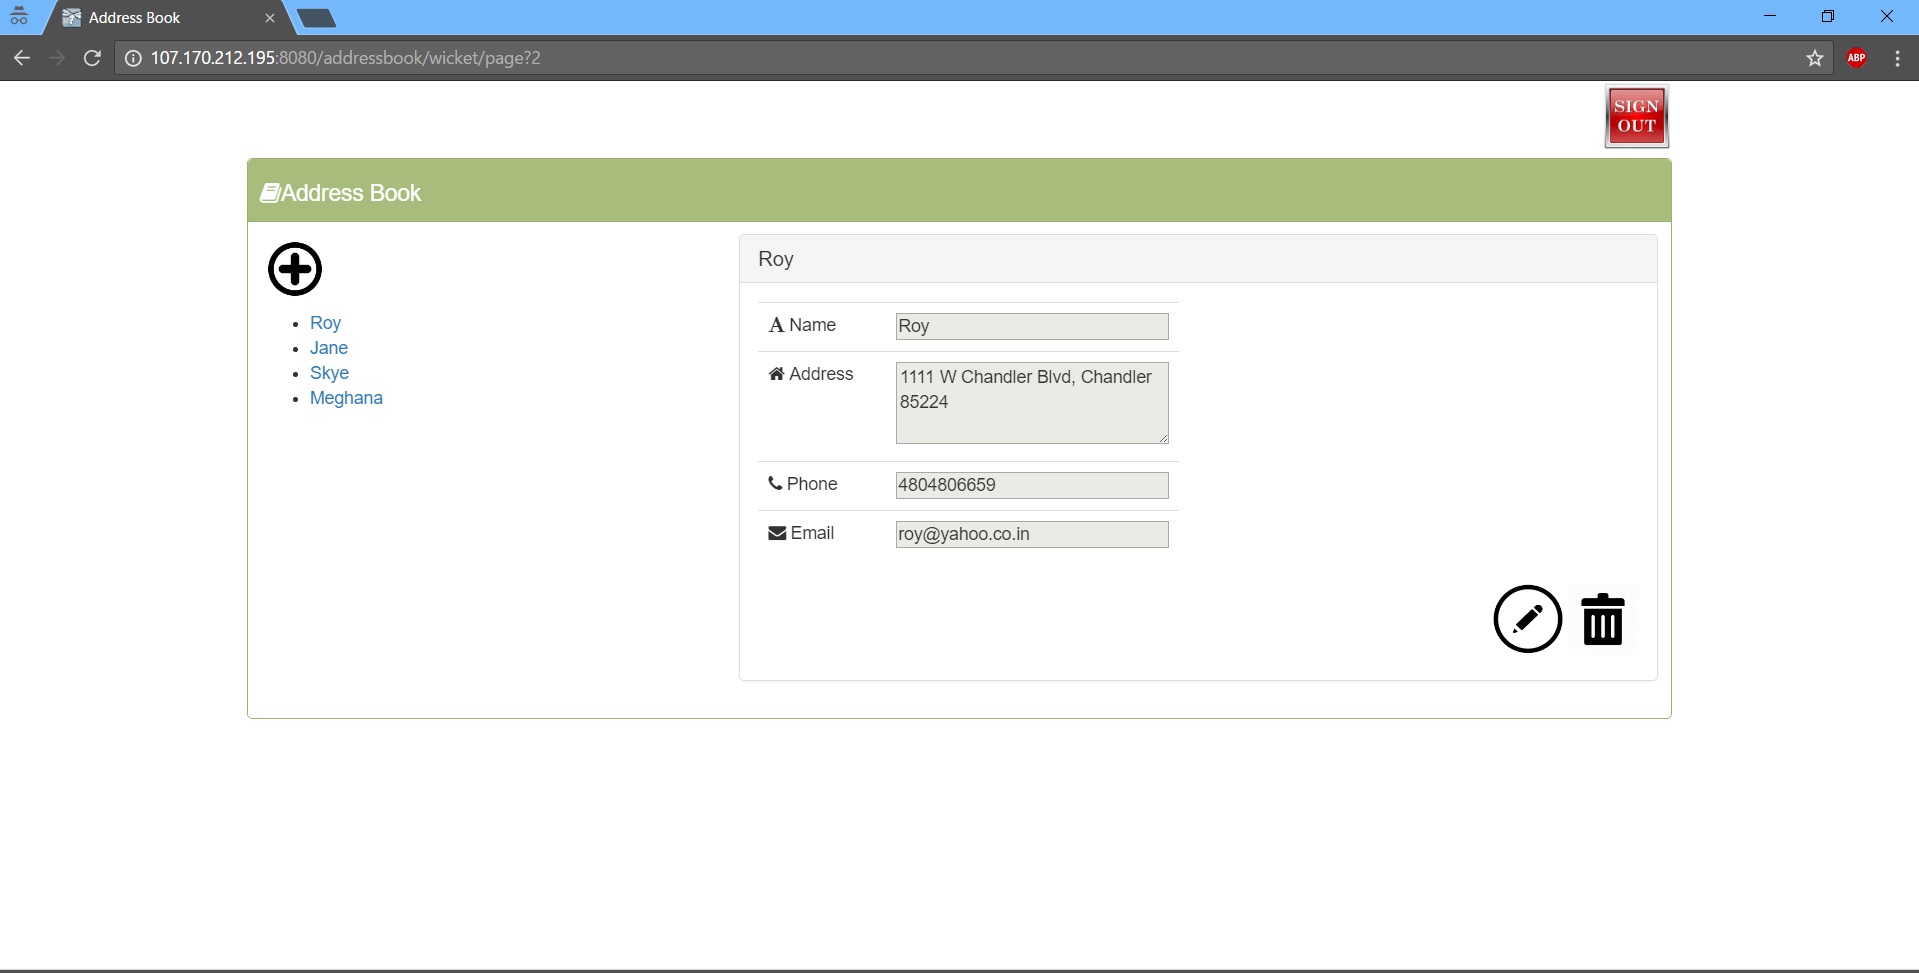 Address Book
107.170.212.195:8080/addressbook/wicket/page?2
ABP
SIGN
OUT
Address Book
Roy
Jane
Skye
Meghana
Roy
Name
Roy
Address
1111 W Chandler Blvd, Chandler
85224
Phone
4804806659
Email
roy@yahoo.co.in